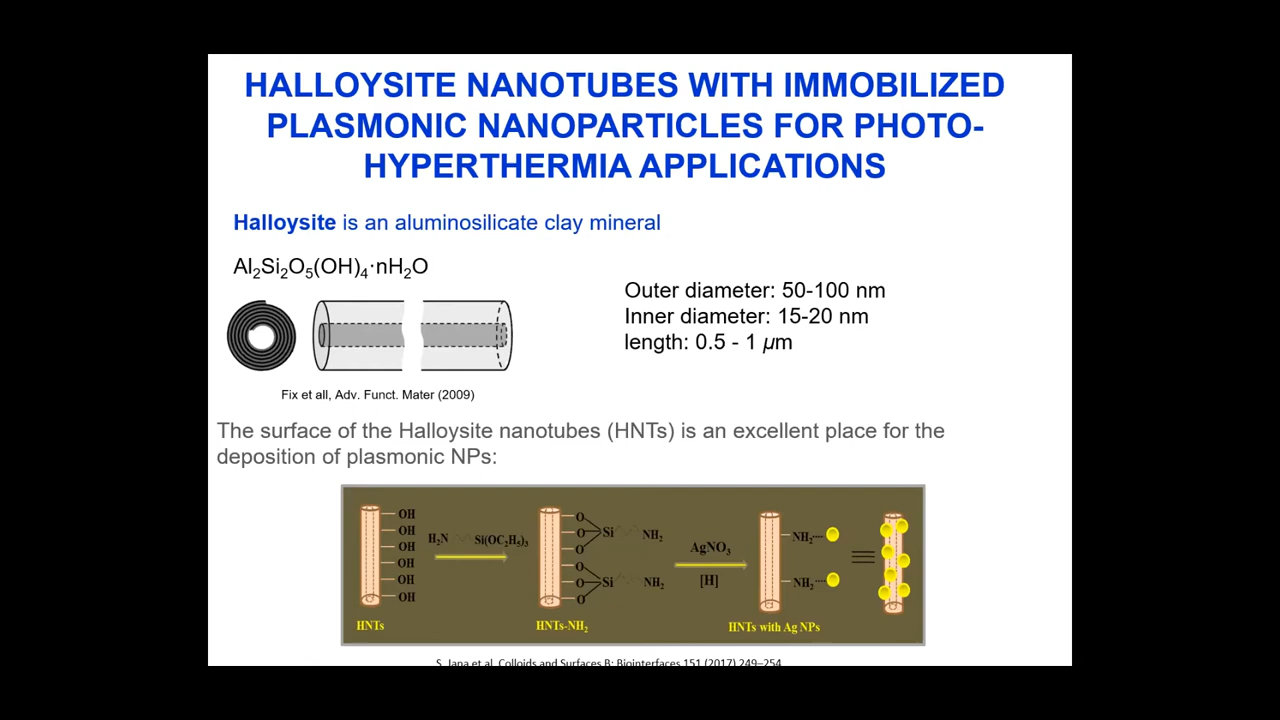 HALLOYSITE NANOTUBES WITH IMMOBILIZED
PLASMONIC NANOPARTICLES FOR PHOTO-
HYPERTHERMIA APPLICATIONS
Halloysite is an aluminosilicate clay mineral
Al₂Si₂O₅(OH)₄·nH₂O
Outer diameter: 50-100 nm
Inner diameter: 15-20 nm
length: 0.5 - 1 µm
Fix et all, Adv. Funct. Mater (2009)
The surface of the Halloysite nanotubes (HNTs) is an excellent place for the
deposition of plasmonic NPs:
OH
OH
OH
OH
OH
OH
HNTs
H₂N Si(OC₂H₅)₃
O
O Si NH₂
O
O
O Si NH₂
O
HNTs-NH₂
AgNO₃
[H]
NH₂
NH₂
HNTs with Ag NPs
S. Jana et al. Colloids and Surfaces B: Biointerfaces 151 (2017) 249–254